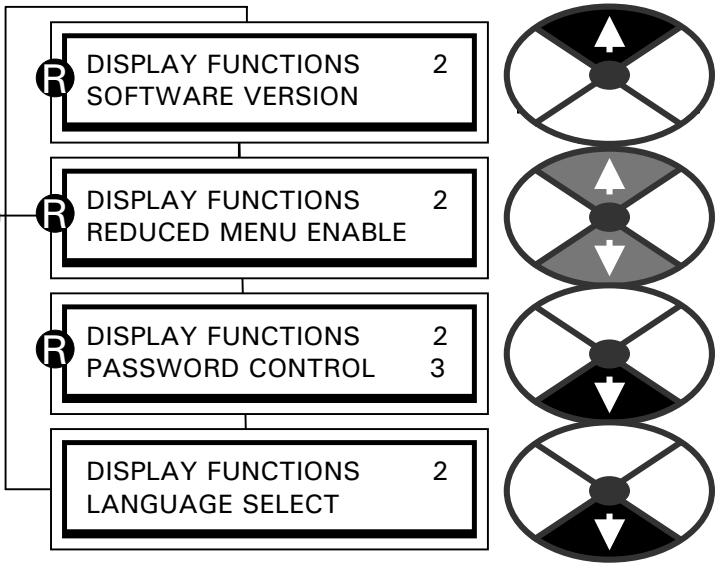 R
DISPLAY FUNCTIONS 2
SOFTWARE VERSION
R
DISPLAY FUNCTIONS 2
REDUCED MENU ENABLE
R
DISPLAY FUNCTIONS 2
PASSWORD CONTROL 3
DISPLAY FUNCTIONS 2
LANGUAGE SELECT